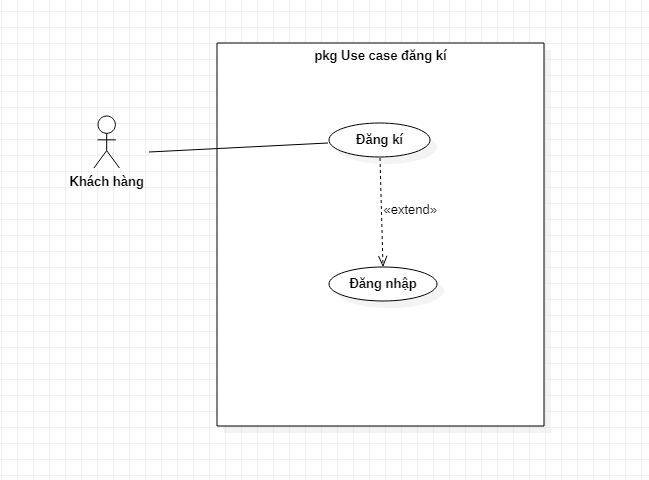 pkg Use case đăng kí
Đăng kí
Khách hàng
«extend»
Đăng nhập